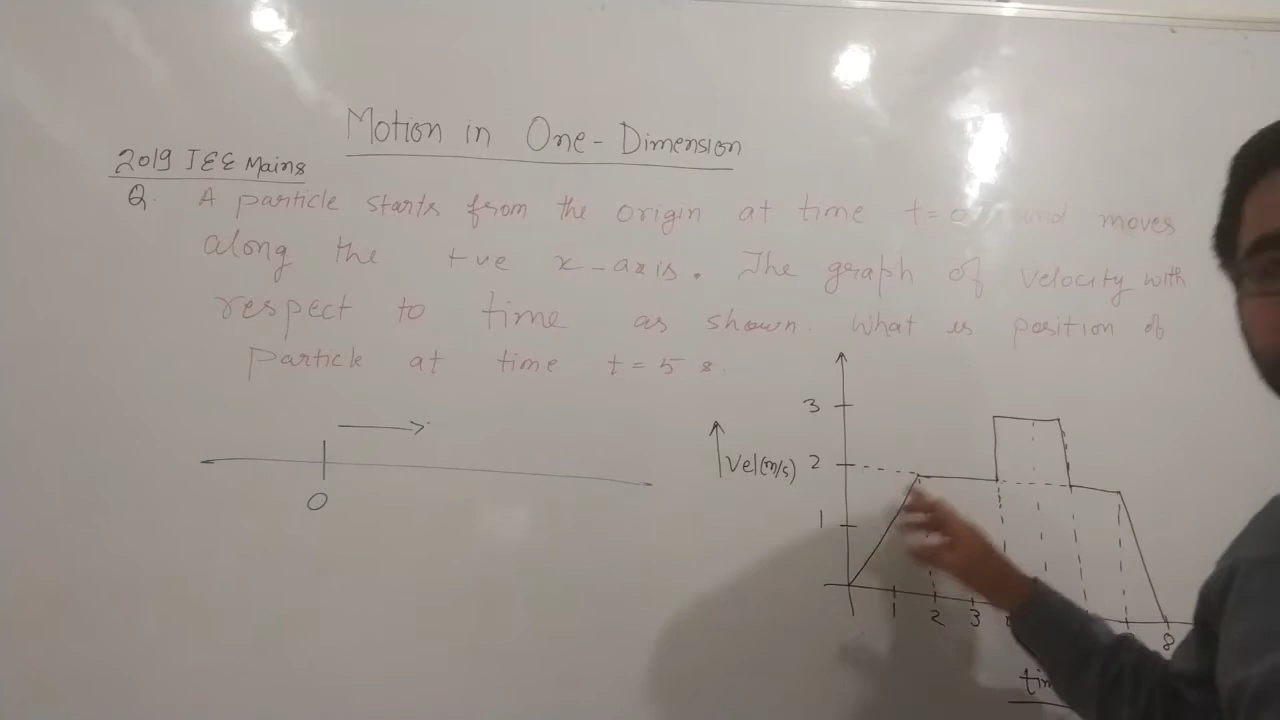 Motion in One-Dimension
2019 JEE Mains
Q. A particle starts from the origin at time t=0 and moves
along the +ve x-axis. The graph of velocity with
respect to time as shown. What is position of
Particle at time t = 5 s.
3
Vel(m/s) 2
1
O
1 2 3 8